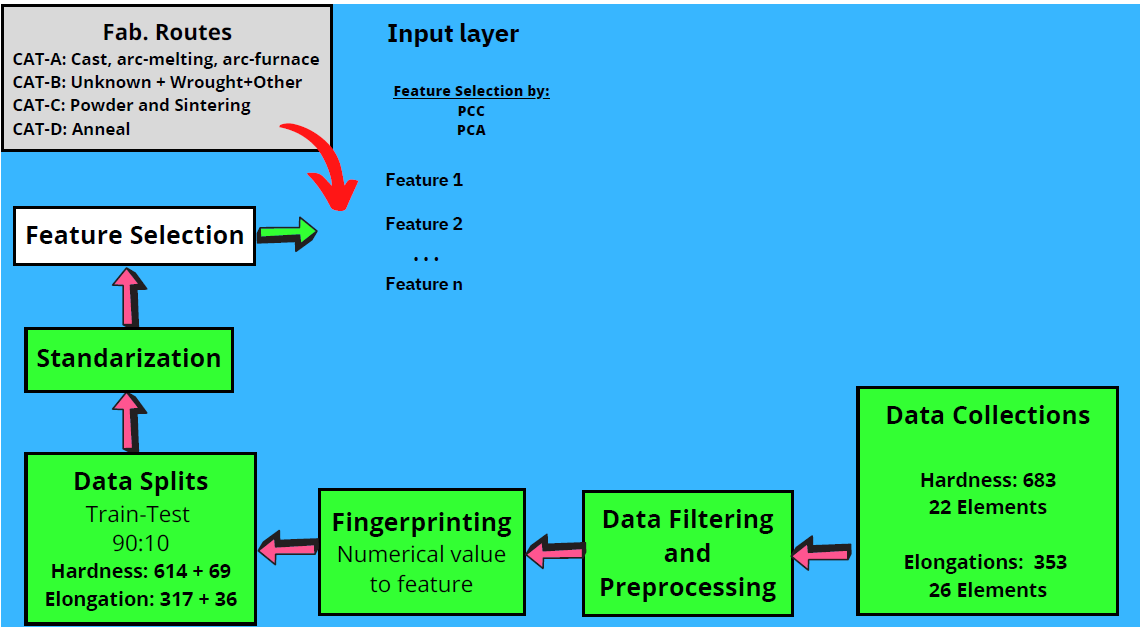 Fab. Routes
CAT-A: Cast, arc-melting, arc-furnace
CAT-B: Unknown + Wrought+Other
CAT-C: Powder and Sintering
CAT-D: Anneal
Input layer
Feature Selection by:
PCC
PCA
Feature 1
Feature 2
...
Feature n
Feature Selection
Standarization
Data Splits
Train-Test
90:10
Hardness: 614 + 69
Elongation: 317 + 36
Fingerprinting
Numerical value
to feature
Data Filtering
and
Preprocessing
Data Collections
Hardness: 683
22 Elements
Elongations: 353
26 Elements